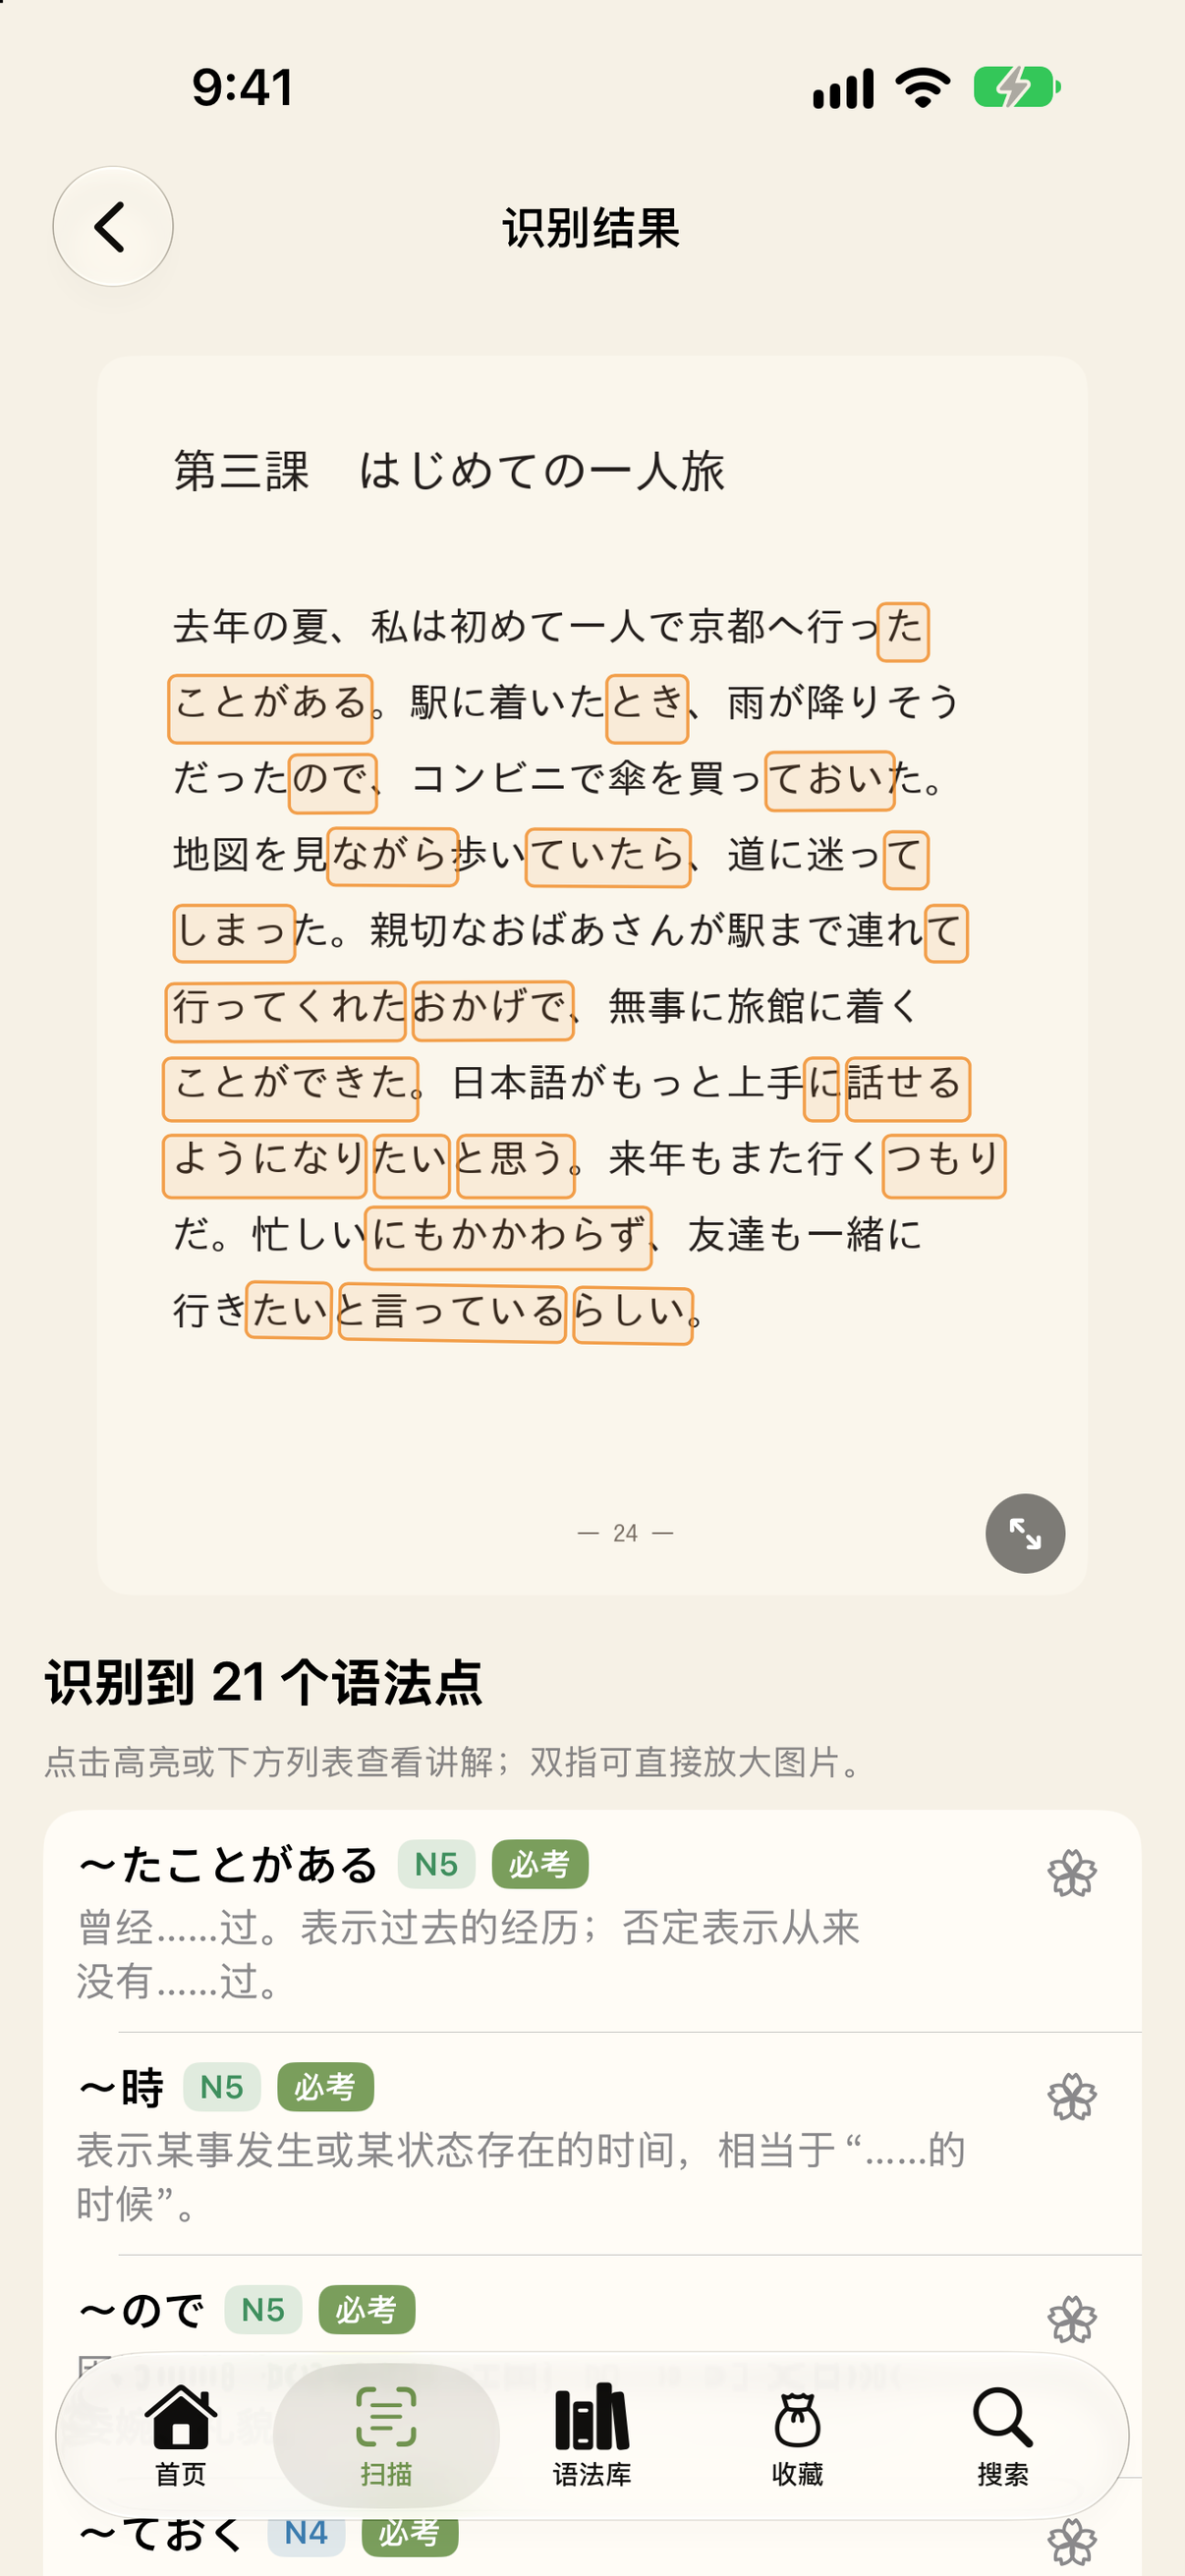 9:41
识别结果
第三課　はじめての一人旅
去年の夏、私は初めて一人で京都へ行った
ことがある。駅に着いたとき、雨が降りそう
だったので、コンビニで傘を買っておいた。
地図を見ながら歩いていたら、道に迷って
しまった。親切なおばあさんが駅まで連れて
行ってくれたおかげで、無事に旅館に着く
ことができた。日本語がもっと上手に話せる
ようになりたいと思う。来年もまた行くつもり
だ。忙しいにもかかわらず、友達も一緒に
行きたいと言っているらしい。
— 24 —
识别到 21 个语法点
点击高亮或下方列表查看讲解；双指可直接放大图片。
～たことがある N5 必考
曾经……过。表示过去的经历；否定表示从来
没有……过。
～時 N5 必考
表示某事发生或某状态存在的时间，相当于“……的
时候”。
～ので N5 必考
首页 扫描 语法库 收藏 搜索
～ておく N4 必考